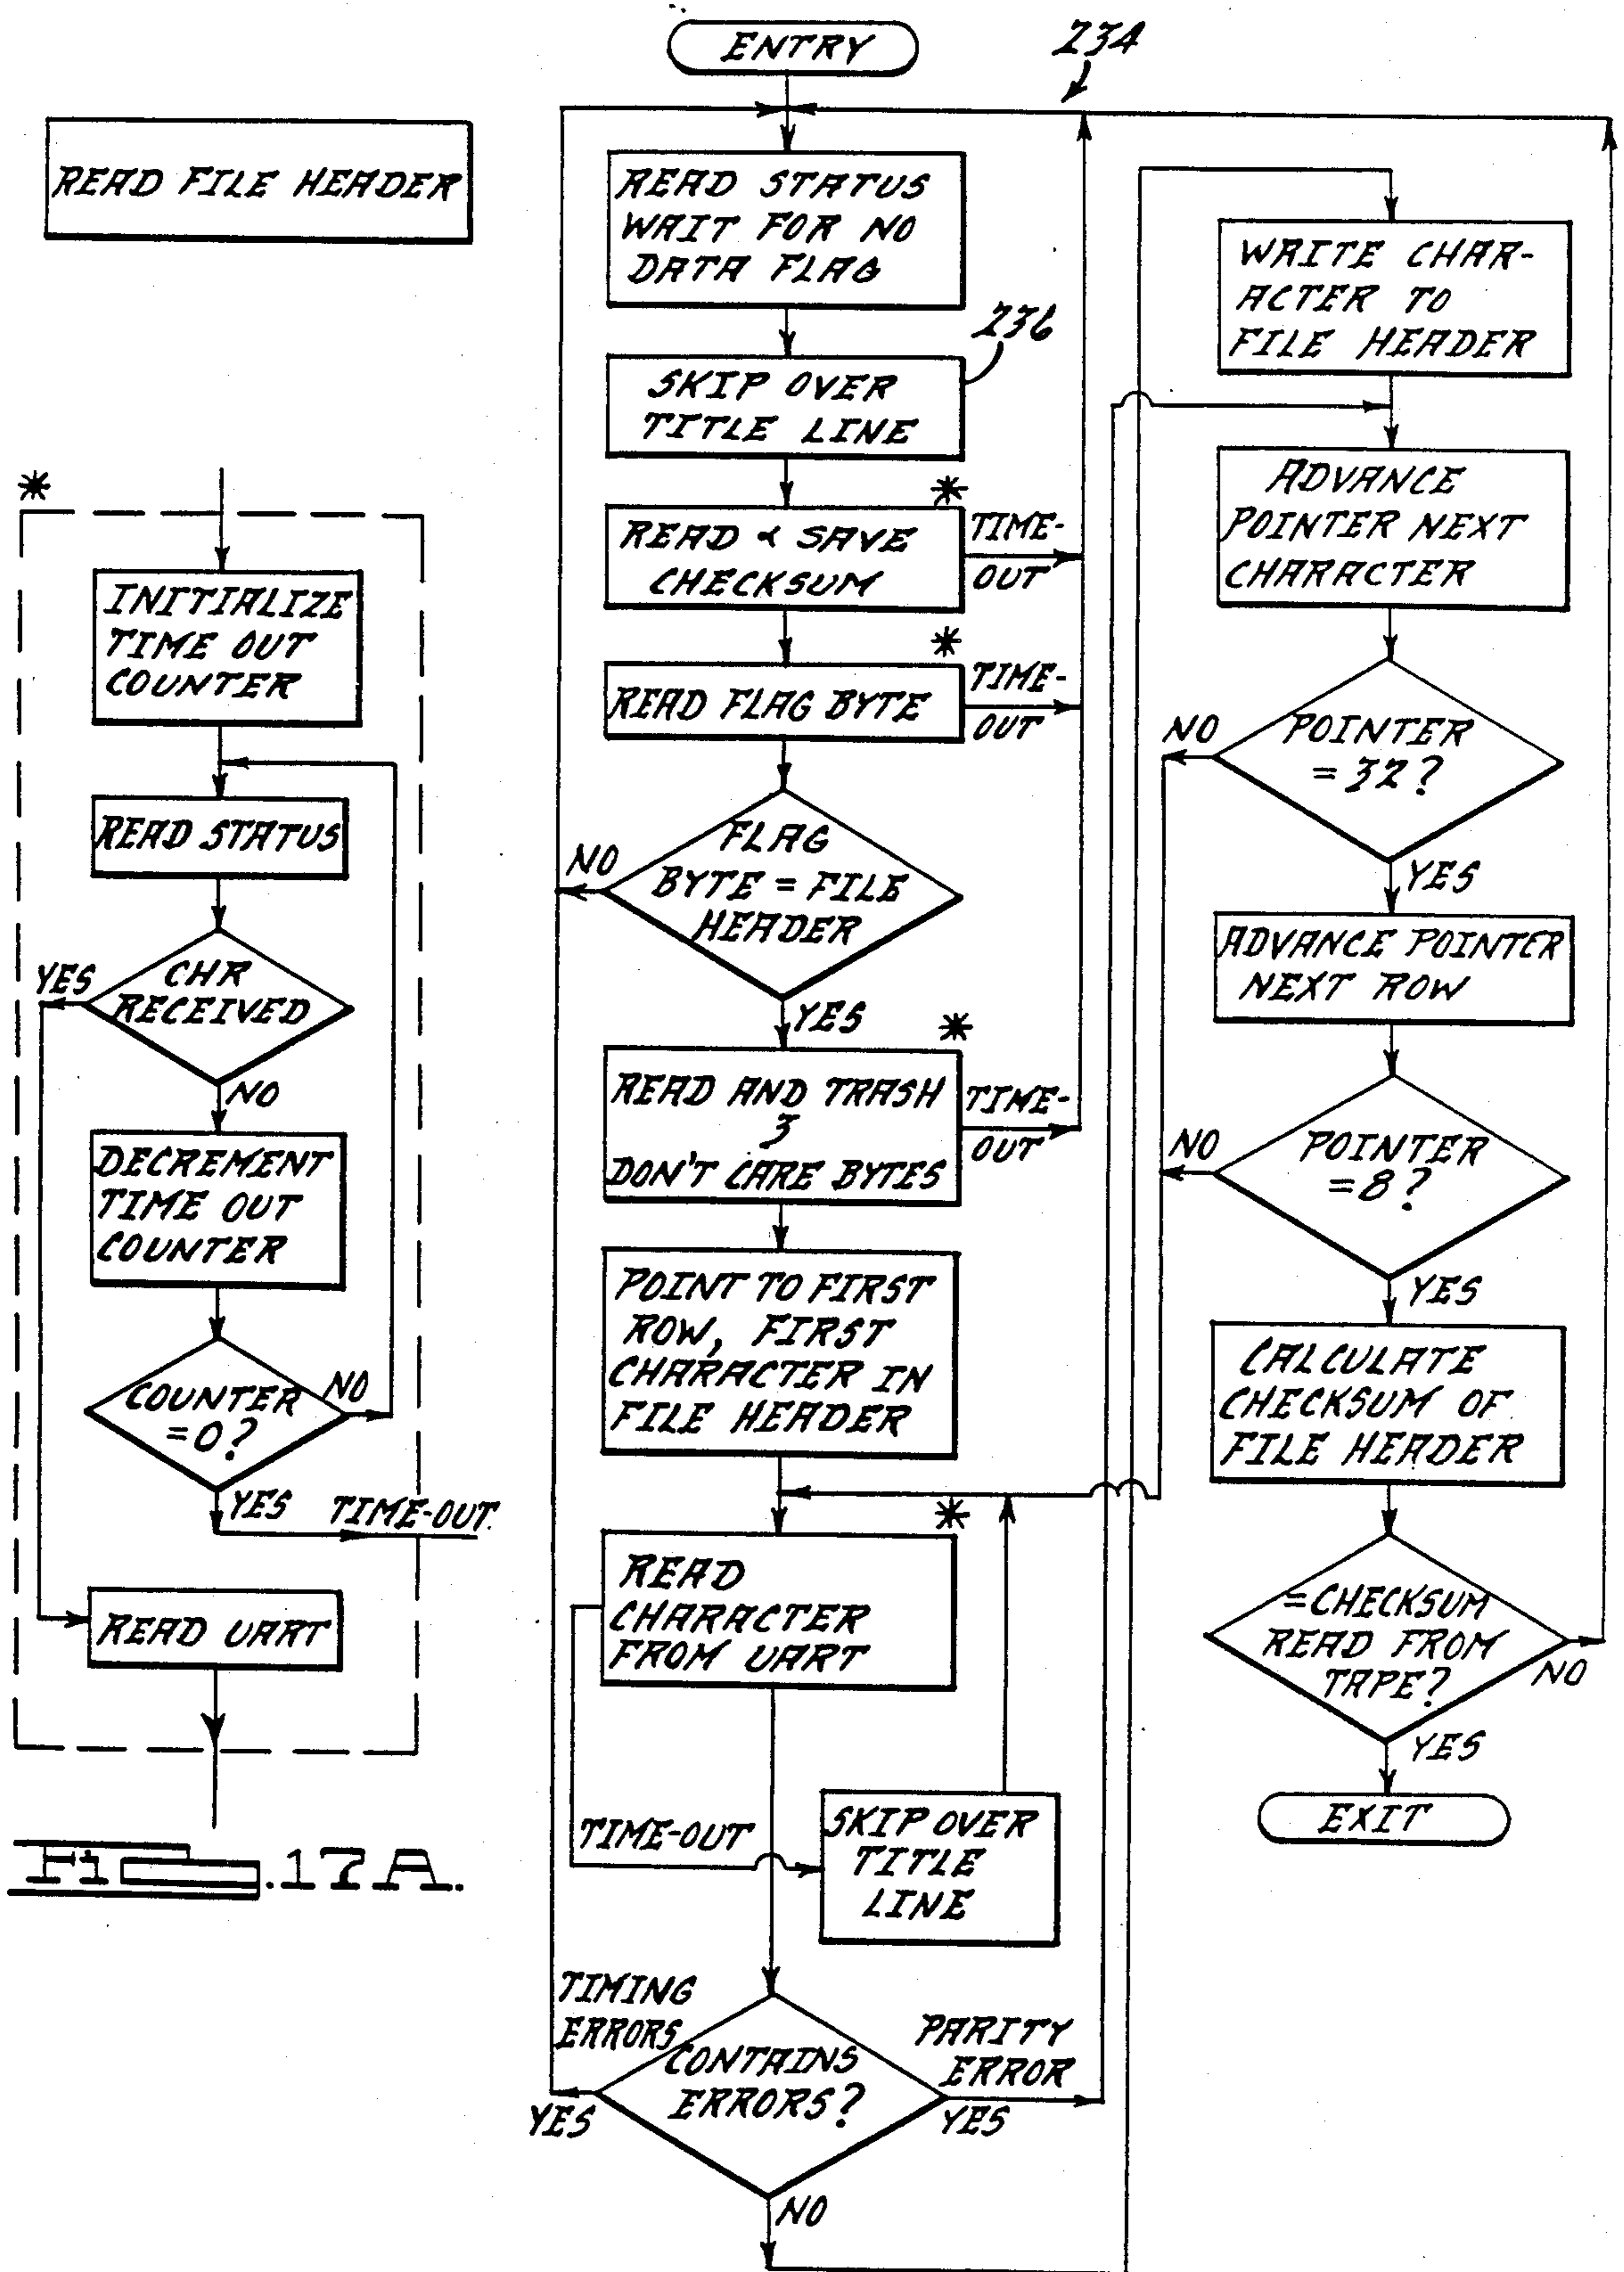 ENTRY
234
READ FILE HEADER
READ STATUS
WAIT FOR NO
DATA FLAG
236
SKIP OVER
TITLE LINE
*
READ & SAVE
CHECKSUM
TIME-
OUT
*
READ FLAG BYTE
TIME-
OUT
FLAG
BYTE = FILE
HEADER
NO
YES
*
READ AND TRASH
3
DON'T CARE BYTES
TIME-
OUT
POINT TO FIRST
ROW, FIRST
CHARACTER IN
FILE HEADER
*
READ
CHARACTER
FROM UART
TIME-OUT
SKIP OVER
TITLE
LINE
TIMING
ERRORS
YES
CONTAINS
ERRORS?
PARITY
ERROR
YES
NO
WRITE CHAR-
ACTER TO
FILE HEADER
ADVANCE
POINTER NEXT
CHARACTER
POINTER
= 32?
NO
YES
ADVANCE POINTER
NEXT ROW
POINTER
=8?
NO
YES
CALCULATE
CHECKSUM OF
FILE HEADER
=CHECKSUM
READ FROM
TAPE?
NO
YES
EXIT
*
INITIALIZE
TIME OUT
COUNTER
READ STATUS
CHR
RECEIVED
YES
NO
DECREMENT
TIME OUT
COUNTER
COUNTER
=0?
NO
YES
TIME-OUT.
READ UART
FIG.17A.